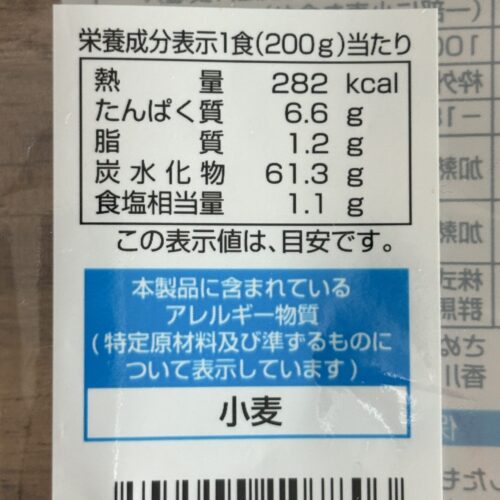 栄養成分表示1食(200g)当たり
熱量 282 kcal
たんぱく質 6.6 g
脂質 1.2 g
炭水化物 61.3 g
食塩相当量 1.1 g
この表示値は、目安です。
本製品に含まれている
アレルギー物質
(特定原材料及び準ずるものに
ついて表示しています)
小麦